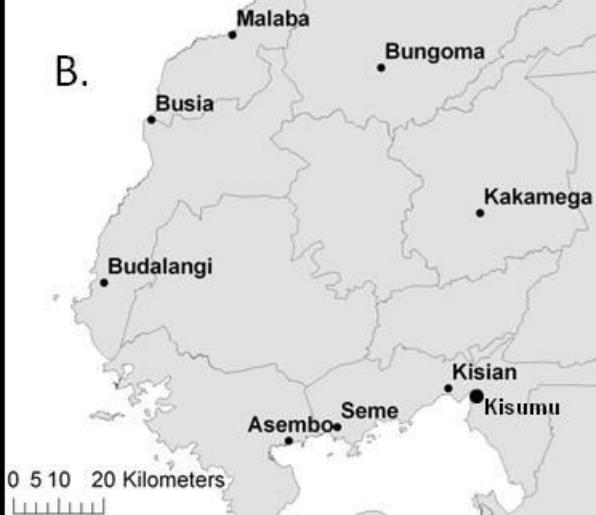 Malaba
Bungoma
B.
Busia
Kakamega
Budalangi
Kisian
Kisumu
Seme
Asembo
0 5 10 20 Kilometers